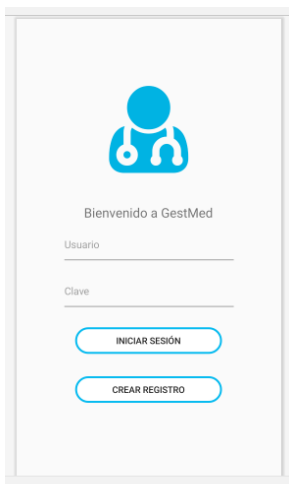 Bienvenido a GestMed
Usuario
Clave
INICIAR SESIÓN
CREAR REGISTRO